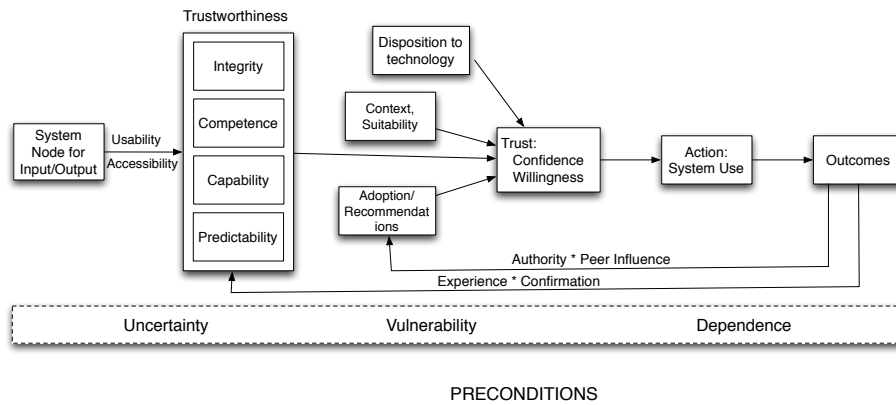 Trustworthiness
Integrity
Competence
Capability
Predictability
System
Node for
Input/Output
Usability
Accessibility
Disposition to
technology
Context,
Suitability
Adoption/
Recommendat
ions
Trust:
Confidence
Willingness
Action:
System Use
Outcomes
Authority * Peer Influence
Experience * Confirmation
Uncertainty
Vulnerability
Dependence
PRECONDITIONS